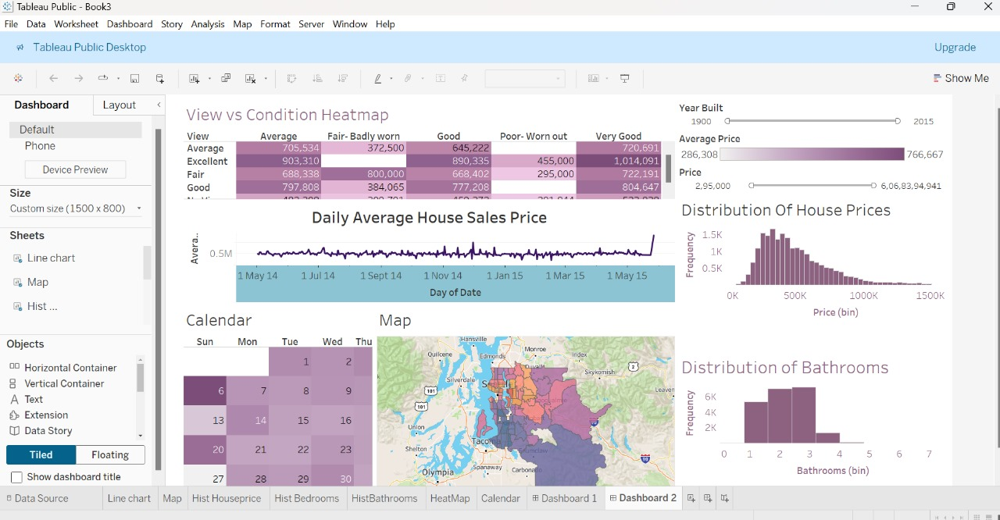 Tableau Public - Book3
File Data Worksheet Dashboard Story Analysis Map Format Server Window Help
Tableau Public Desktop
Upgrade
Show Me
Dashboard Layout
Default
Phone
Device Preview
Size
Custom size (1500 x 800)
Sheets
Line chart
Map
Hist ...
Objects
Horizontal Container
Vertical Container
Text
Extension
Data Story
Tiled Floating
Show dashboard title
View vs Condition Heatmap
View Average Fair- Badly worn Good Poor- Worn out Very Good
Average 705,534 372,500 645,222 720,691
Excellent 903,310 890,335 455,000 1,014,091
Fair 688,338 800,000 668,402 295,000 722,191
Good 797,808 384,065 777,208 804,647
Daily Average House Sales Price
Avera..
0.5M
1 May 14 1 Jul 14 1 Sept 14 1 Nov 14 1 Jan 15 1 Mar 15 1 May 15
Day of Date
Calendar
Sun Mon Tue Wed Thu
1 2
6 7 8 9
13 14 15 16
20 21 22 23
27 28 29 30
Map
Hansville
Quilcene
Edmonds
Monroe
Index
Duvall
Skykomish
2
Silverdale
Leaven
101
101
Union
Shelton
Tacoma
Enumclaw
Olympia
Spanaway
Carbonado
Year Built
1900 2015
Average Price
286,308 766,667
Price
2,95,000 6,06,83,94,941
Distribution Of House Prices
Frequency
1.5K
1K
0.5K
0K 500K 1000K 1500K
Price (bin)
Distribution of Bathrooms
Frequency
6K
4K
2K
0 1 2 3 4 5 6 7
Bathrooms (bin)
Data Source Line chart Map Hist Houseprice Hist Bedrooms HistBathrooms HeatMap Calendar Dashboard 1 Dashboard 2